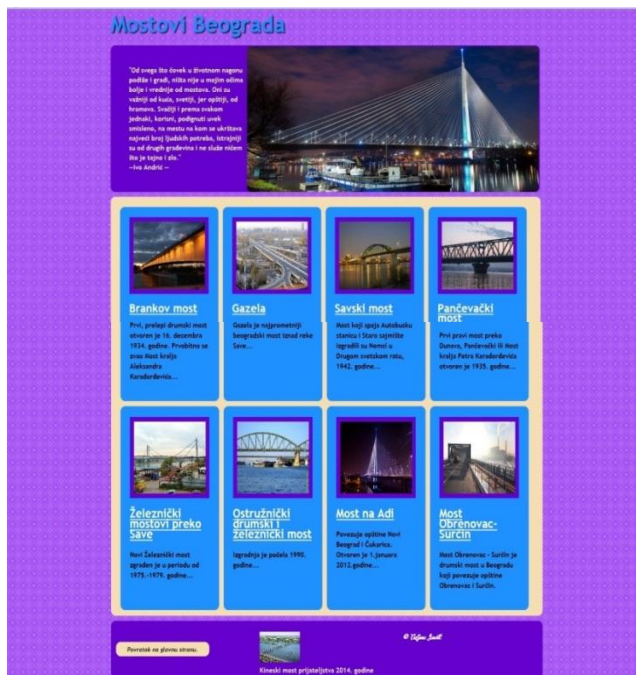 Mostovi Beograda
"Od svega što čovek u životnom nagonu
podiže i gradi, ništa nije u mojim očima
bolje i vrednije od mostova. Oni su
važniji od kuća, svetiji, jer opštiji, od
hramova. Svačiji i prema svakom
jednaki, korisni, podignuti uvek
smisleno, na mestu na kom se ukrštava
najveći broj ljudskih potreba, istrajniji
su od drugih građevina i ne služe ničem
što je tajno i zlo."
—Ivo Andrić —
Brankov most
Prvi, prelepi drumski most
otvoren je 16. decembra
1934. godine. Prvobitno se
zvao Most kralja
Aleksandra
Karađorđevića...
Gazela
Gazela je najprometniji
beogradski most iznad reke
Save...
Savski most
Most koji spaja Autobusku
stanicu i Staro sajmište
izgradili su Nemci u
Drugom svetskom ratu,
1942. godine...
Pančevački
most
Prvi pravi most preko
Dunava, Pančevački ili Most
kralja Petra Karađorđevića
otvoren je 1935. godine...
Železnički
mostovi preko
Save
Novi Železnički most
zgrađen je u periodu od
1975.-1979. godine...
Ostružnički
drumski i
železnički most
Izgradnja je počela 1990.
godine...
Most na Adi
Povezuje opštine Novi
Beograd i Čukarica.
Otvoren je 1.januara
2012.godine...
Most
Obrenovac-
Surčin
Most Obrenovac - Surčin je
drumski most u Beogradu
koji povezuje opštine
Obrenovac i Surčin.
Povratak na glavnu stranu.
Kineski most prijateljstva 2014. godine
©